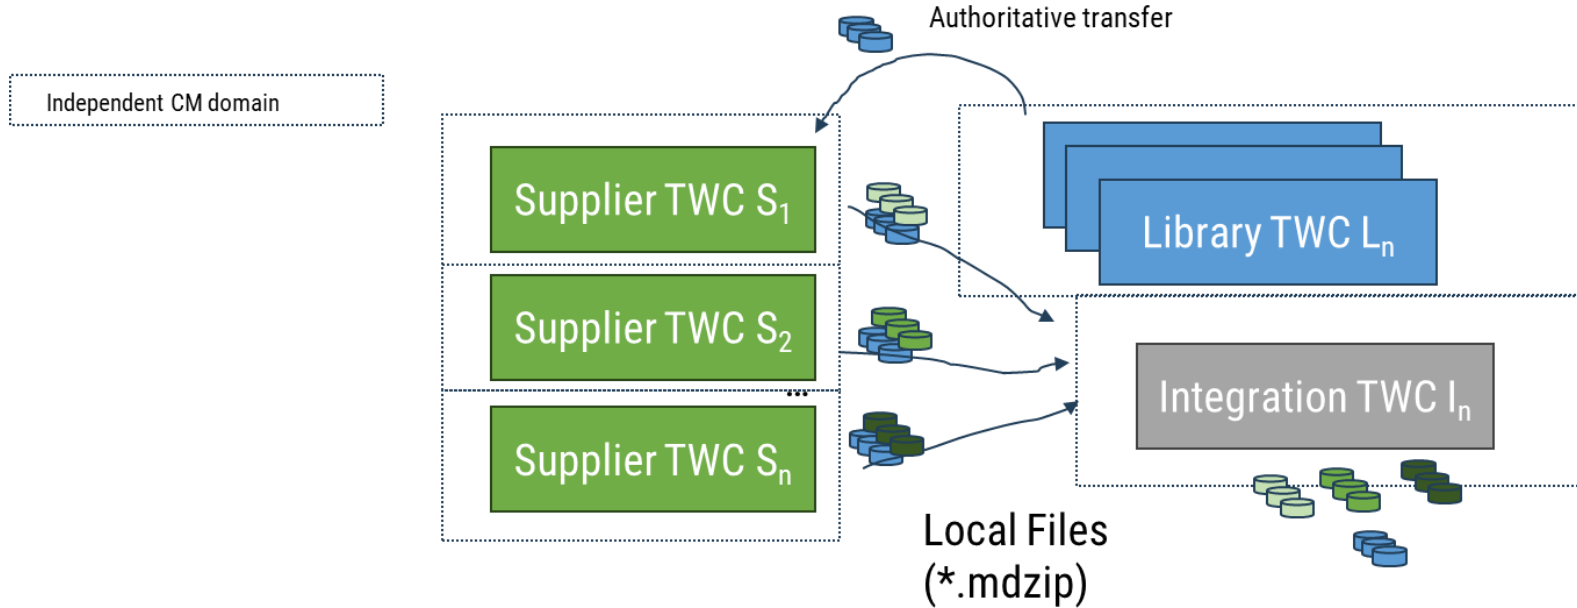 Authoritative transfer
Independent CM domain
Supplier TWC S₁
Library TWC Lₙ
Supplier TWC S₂
...
Integration TWC Iₙ
Supplier TWC Sₙ
Local Files
(*.mdzip)